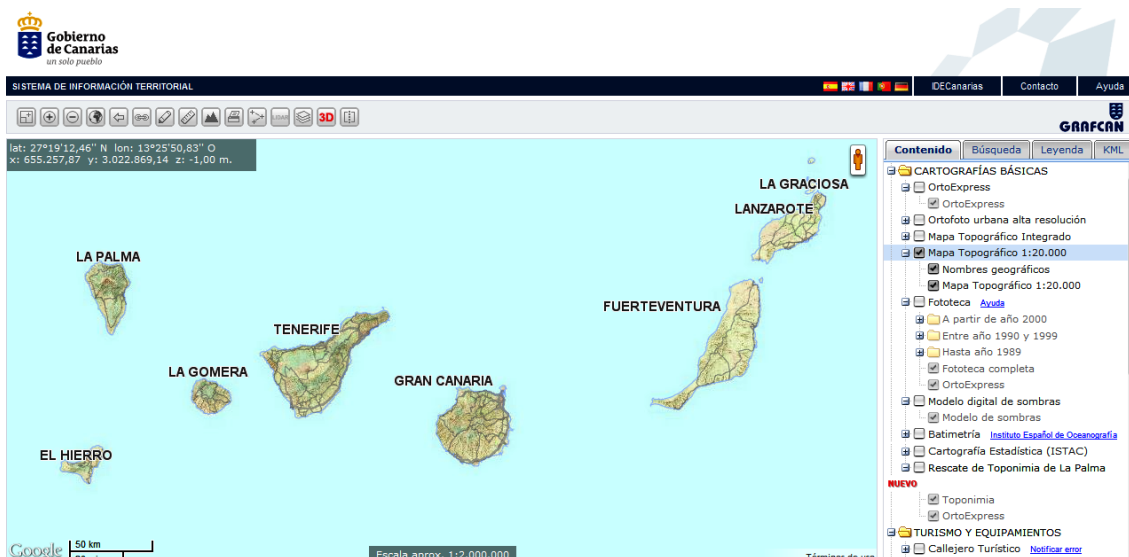 Gobierno
de Canarias
un solo pueblo
SISTEMA DE INFORMACIÓN TERRITORIAL
IDECanarias
Contacto
Ayuda
LIDAR
3D
GRAFCAN
lat: 27°19'12,46'' N lon: 13°25'50,83'' O
x: 655.257,87 y: 3.022.869,14 z: -1,00 m.
LA GRACIOSA
LANZAROTE
LA PALMA
FUERTEVENTURA
TENERIFE
LA GOMERA
GRAN CANARIA
EL HIERRO
Google
50 km
Escala aprox. 1:2.000.000
Términos de uso
Contenido
Búsqueda
Leyenda
KML
CARTOGRAFÍAS BÁSICAS
OrtoExpress
OrtoExpress
Ortofoto urbana alta resolución
Mapa Topográfico Integrado
Mapa Topográfico 1:20.000
Nombres geográficos
Mapa Topográfico 1:20.000
Fototeca Ayuda
A partir de año 2000
Entre año 1990 y 1999
Hasta año 1989
Fototeca completa
OrtoExpress
Modelo digital de sombras
Modelo de sombras
Batimetría Instituto Español de Oceanografía
Cartografía Estadística (ISTAC)
Rescate de Toponimia de La Palma
NUEVO
Toponimia
OrtoExpress
TURISMO Y EQUIPAMIENTOS
Callejero Turístico Notificar error